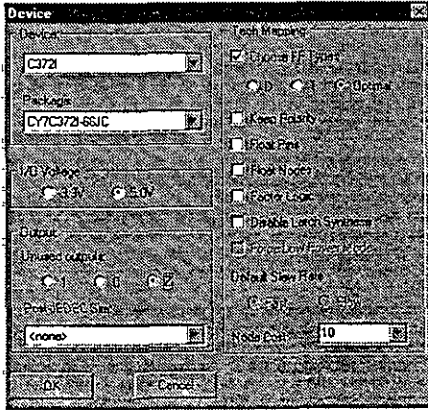 Device
Device:
C372I
Package:
CY7C372I-66JC
I/O Voltage
3.3V
5.0V
Output:
Unused outputs:
1
0
Z
Post-JEDEC Sim:
<none>
OK
Cancel
Tech Mapping:
Choose FF Types
D
T
Optimal
Keep Polarity
Float Pins
Float Nodes
Factor Logic
Disable Latch Synthesis
Force Low Power Mode
Default Slew Rate
Fast
Slow
Node Cost
10